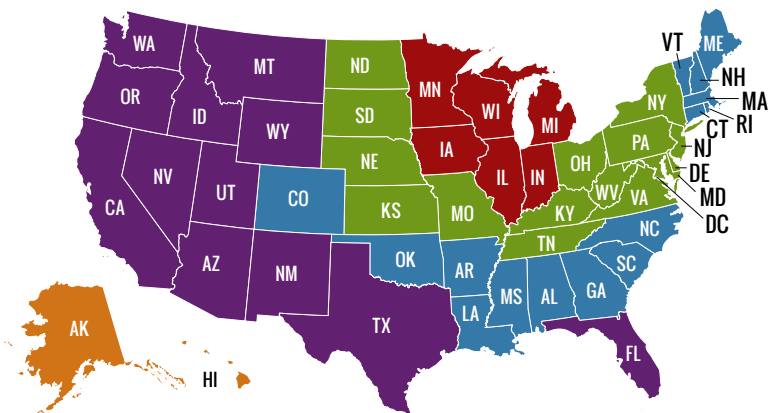 WA
MT
ND
MN
VT
ME
OR
ID
WY
SD
WI
MI
NY
NH
MA
RI
CT
NV
UT
CO
NE
IA
IL
IN
OH
PA
NJ
DE
MD
DC
CA
AZ
NM
KS
MO
KY
WV
VA
OK
AR
TN
NC
SC
TX
LA
MS
AL
GA
FL
AK
HI